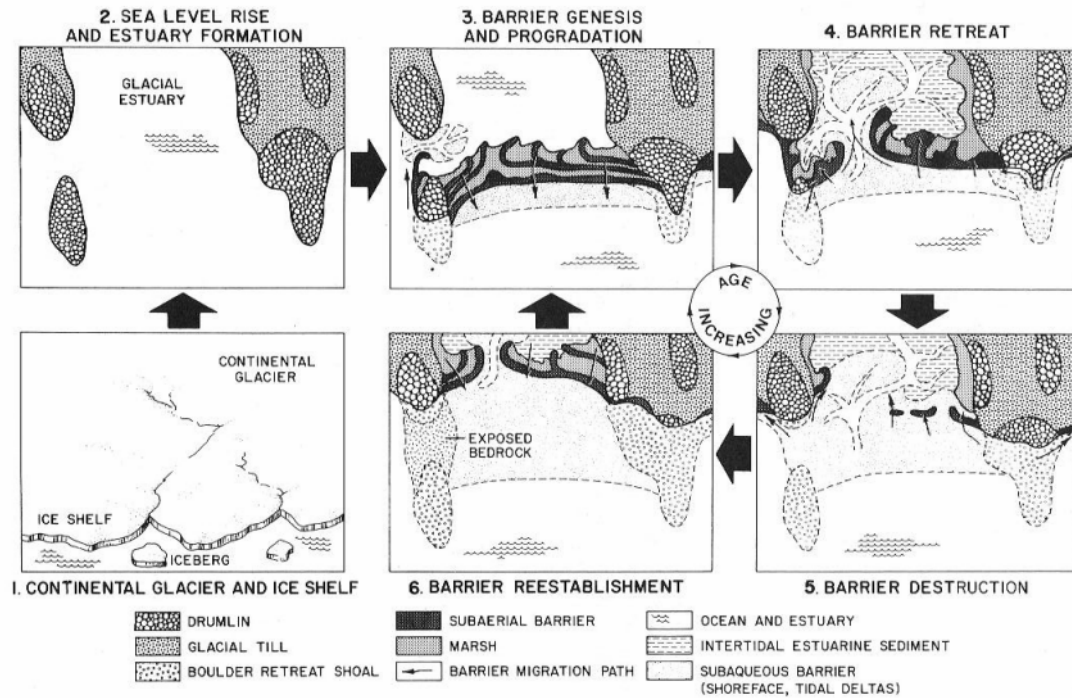 2. SEA LEVEL RISE
AND ESTUARY FORMATION
GLACIAL
ESTUARY
3. BARRIER GENESIS
AND PROGRADATION
4. BARRIER RETREAT
AGE
INCREASING
CONTINENTAL
GLACIER
ICE SHELF
ICEBERG
1. CONTINENTAL GLACIER AND ICE SHELF
EXPOSED
BEDROCK
6. BARRIER REESTABLISHMENT
5. BARRIER DESTRUCTION
DRUMLIN
GLACIAL TILL
BOULDER RETREAT SHOAL
SUBAERIAL BARRIER
MARSH
BARRIER MIGRATION PATH
OCEAN AND ESTUARY
INTERTIDAL ESTUARINE SEDIMENT
SUBAQUEOUS BARRIER
(SHOREFACE, TIDAL DELTAS)